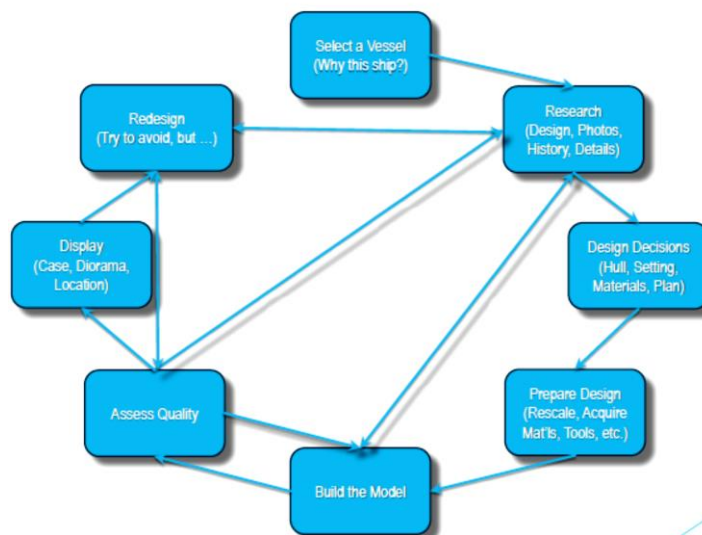 Select a Vessel
(Why this ship?)
Redesign
(Try to avoid, but ...)
Research
(Design, Photos,
History, Details)
Display
(Case, Diorama,
Location)
Design Decisions
(Hull, Setting,
Materials, Plan)
Assess Quality
Prepare Design
(Rescale, Acquire
Mat'ls, Tools, etc.)
Build the Model